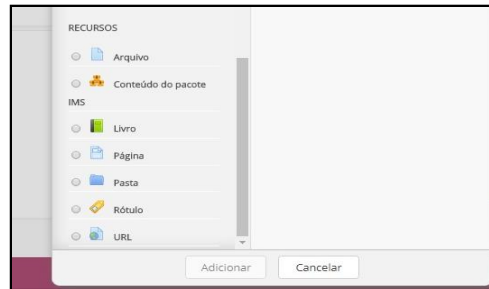 RECURSOS
Arquivo
Conteúdo do pacote
IMS
Livro
Página
Pasta
Rótulo
URL
Adicionar
Cancelar